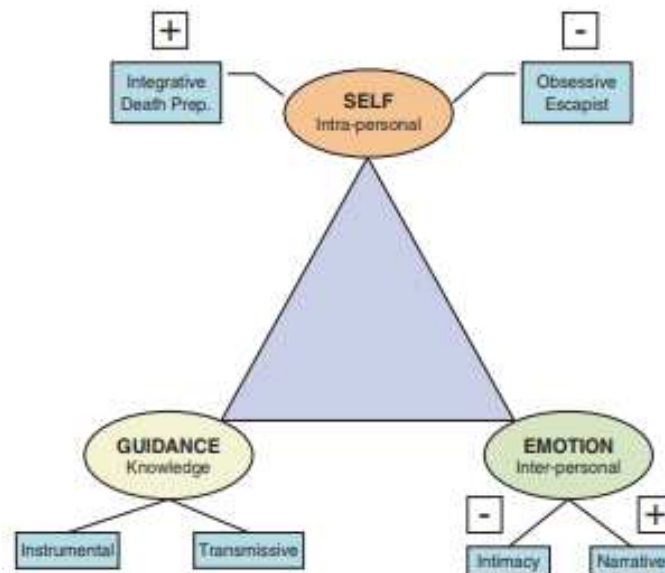 +
-
Integrative
Death Prep.
Obsessive
Escapist
SELF
Intra-personal
GUIDANCE
Knowledge
EMOTION
Inter-personal
-
+
Instrumental
Transmissive
Intimacy
Narrative